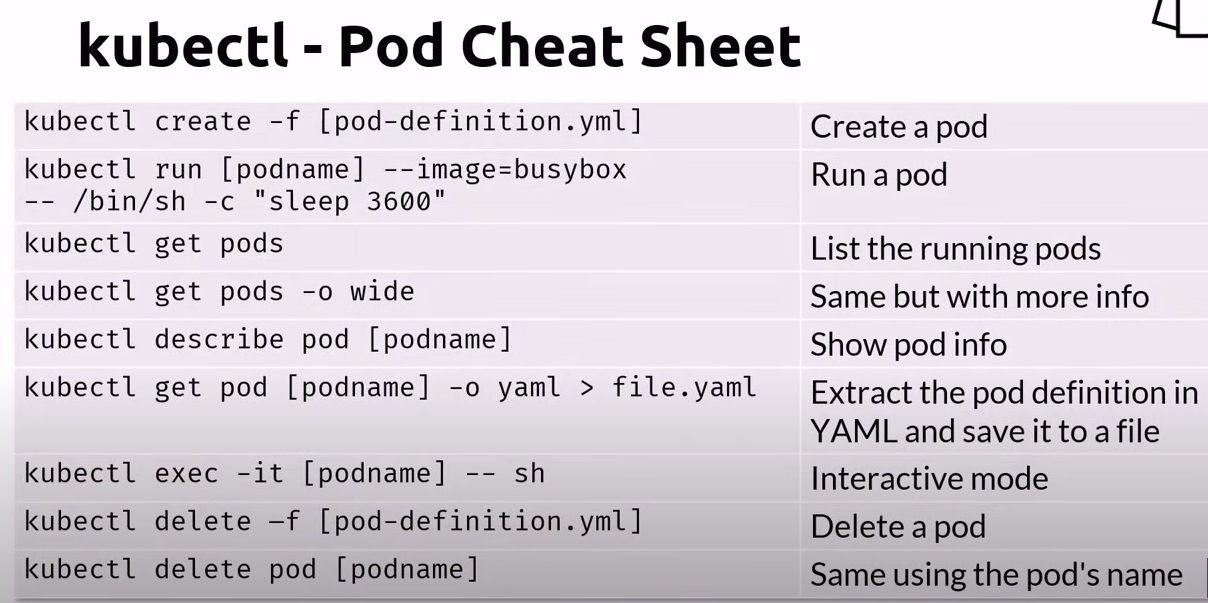 kubectl - Pod Cheat Sheet
kubectl create -f [pod-definition.yml]
Create a pod
kubectl run [podname] --image=busybox
-- /bin/sh -c "sleep 3600"
Run a pod
kubectl get pods
List the running pods
kubectl get pods -o wide
Same but with more info
kubectl describe pod [podname]
Show pod info
kubectl get pod [podname] -o yaml > file.yaml
Extract the pod definition in
YAML and save it to a file
kubectl exec -it [podname] -- sh
Interactive mode
kubectl delete –f [pod-definition.yml]
Delete a pod
kubectl delete pod [podname]
Same using the pod's name